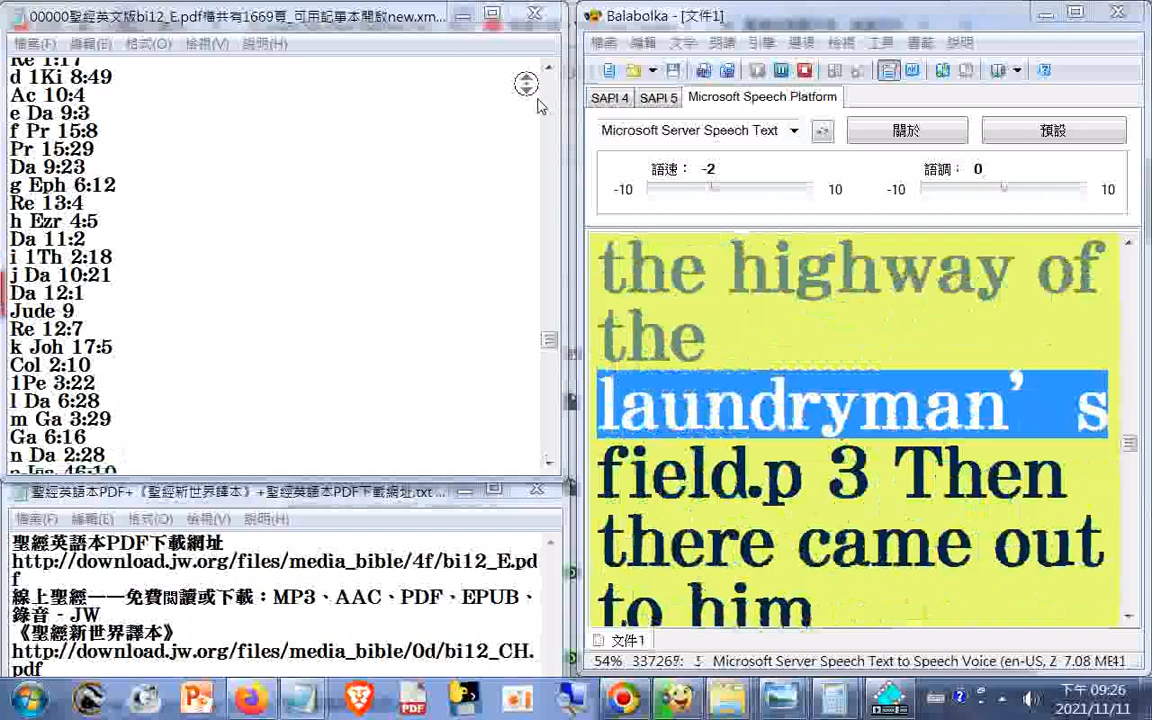 00000聖經英文版bi12_E.pdf檔共有1669頁_可用記事本開啟new.xm...
檔案(F) 編輯(E) 格式(O) 檢視(V) 說明(H)
Re 1:17
d 1Ki 8:49
Ac 10:4
e Da 9:3
f Pr 15:8
Pr 15:29
Da 9:23
g Eph 6:12
Re 13:4
h Ezr 4:5
Da 11:2
i 1Th 2:18
j Da 10:21
Da 12:1
Jude 9
Re 12:7
k Joh 17:5
Col 2:10
1Pe 3:22
l Da 6:28
m Ga 3:29
Ga 6:16
n Da 2:28
聖經英語本PDF+《聖經新世界譯本》+聖經英語本PDF下載網址.txt ...
檔案(F) 編輯(E) 格式(O) 檢視(V) 說明(H)
聖經英語本PDF下載網址
http://download.jw.org/files/media_bible/4f/bi12_E.pd
f
線上聖經——免費閱讀或下載：MP3、AAC、PDF、EPUB、
錄音 - JW
《聖經新世界譯本》
http://download.jw.org/files/media_bible/0d/bi12_CH.
pdf
Balabolka - [文件1]
檔案 編輯 文字 朗讀 引擎 選項 檢視 工具 書籤 說明
SAPI 4 SAPI 5 Microsoft Speech Platform
Microsoft Server Speech Text 關於 預設
語速： -2 語調： 0
-10 10 -10 10
the highway of
the
laundryman’s
field.p 3 Then
there came out
to him
文件1
54% Microsoft Server Speech Text to Speech Voice (en-US, Z 7.08 ME
下午 09:26
2021/11/11